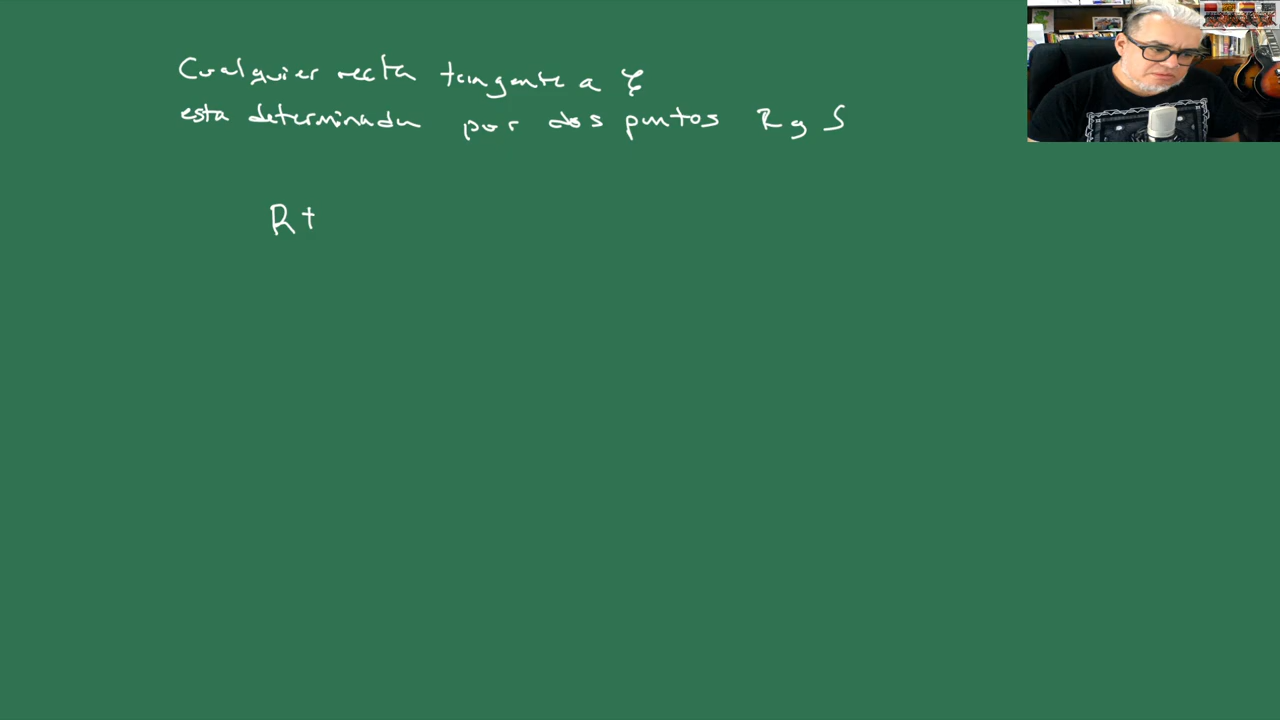 Cualquier recta tangente a ζ
esta determinada por dos puntos R y S
R +